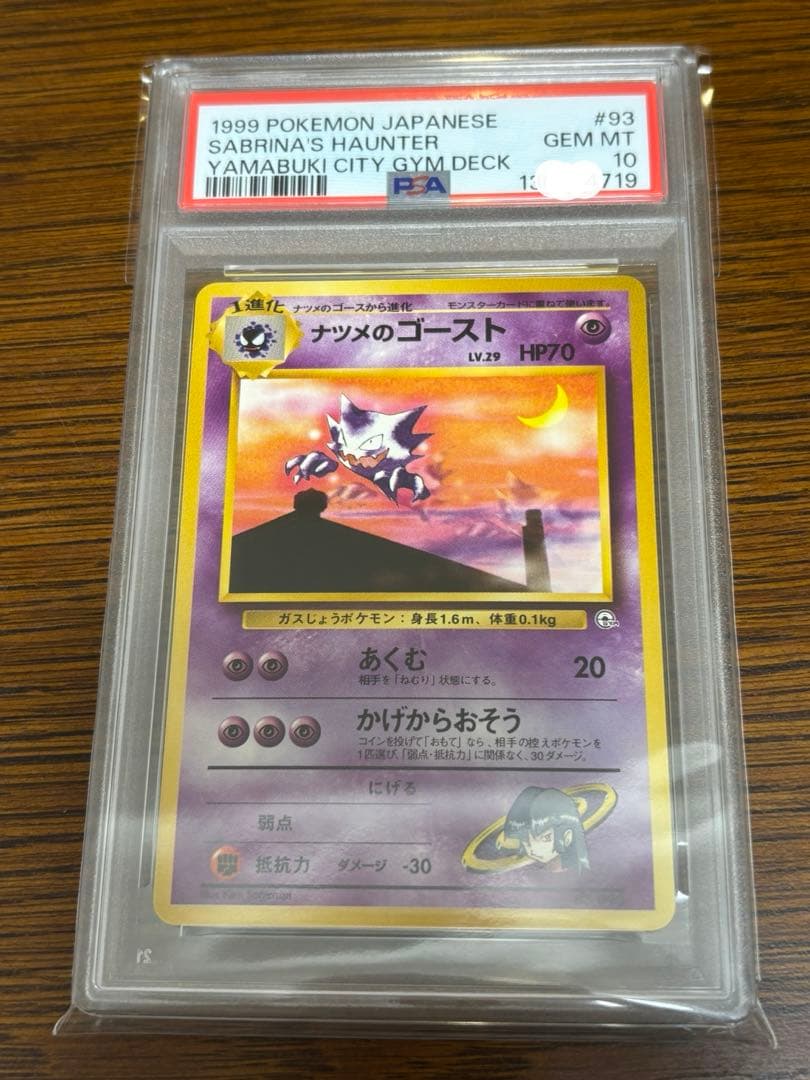 1999 POKEMON JAPANESE #93
SABRINA'S HAUNTER GEM MT
YAMABUKI CITY GYM DECK 10
PSA 4719
1進化 ナツメのゴースから進化 モンスターカードに重ねて使います。
ナツメのゴースト
LV.29 HP70
ガスじょうポケモン：身長1.6m、体重0.1kg
あくむ 20
相手を「ねむり」状態にする。
かげからおそう
コインを投げて「おもて」なら、相手の控えポケモンを
1匹選び、「弱点・抵抗力」に関係なく、30ダメージ。
にげる
弱点
抵抗力 ダメージ -30
21